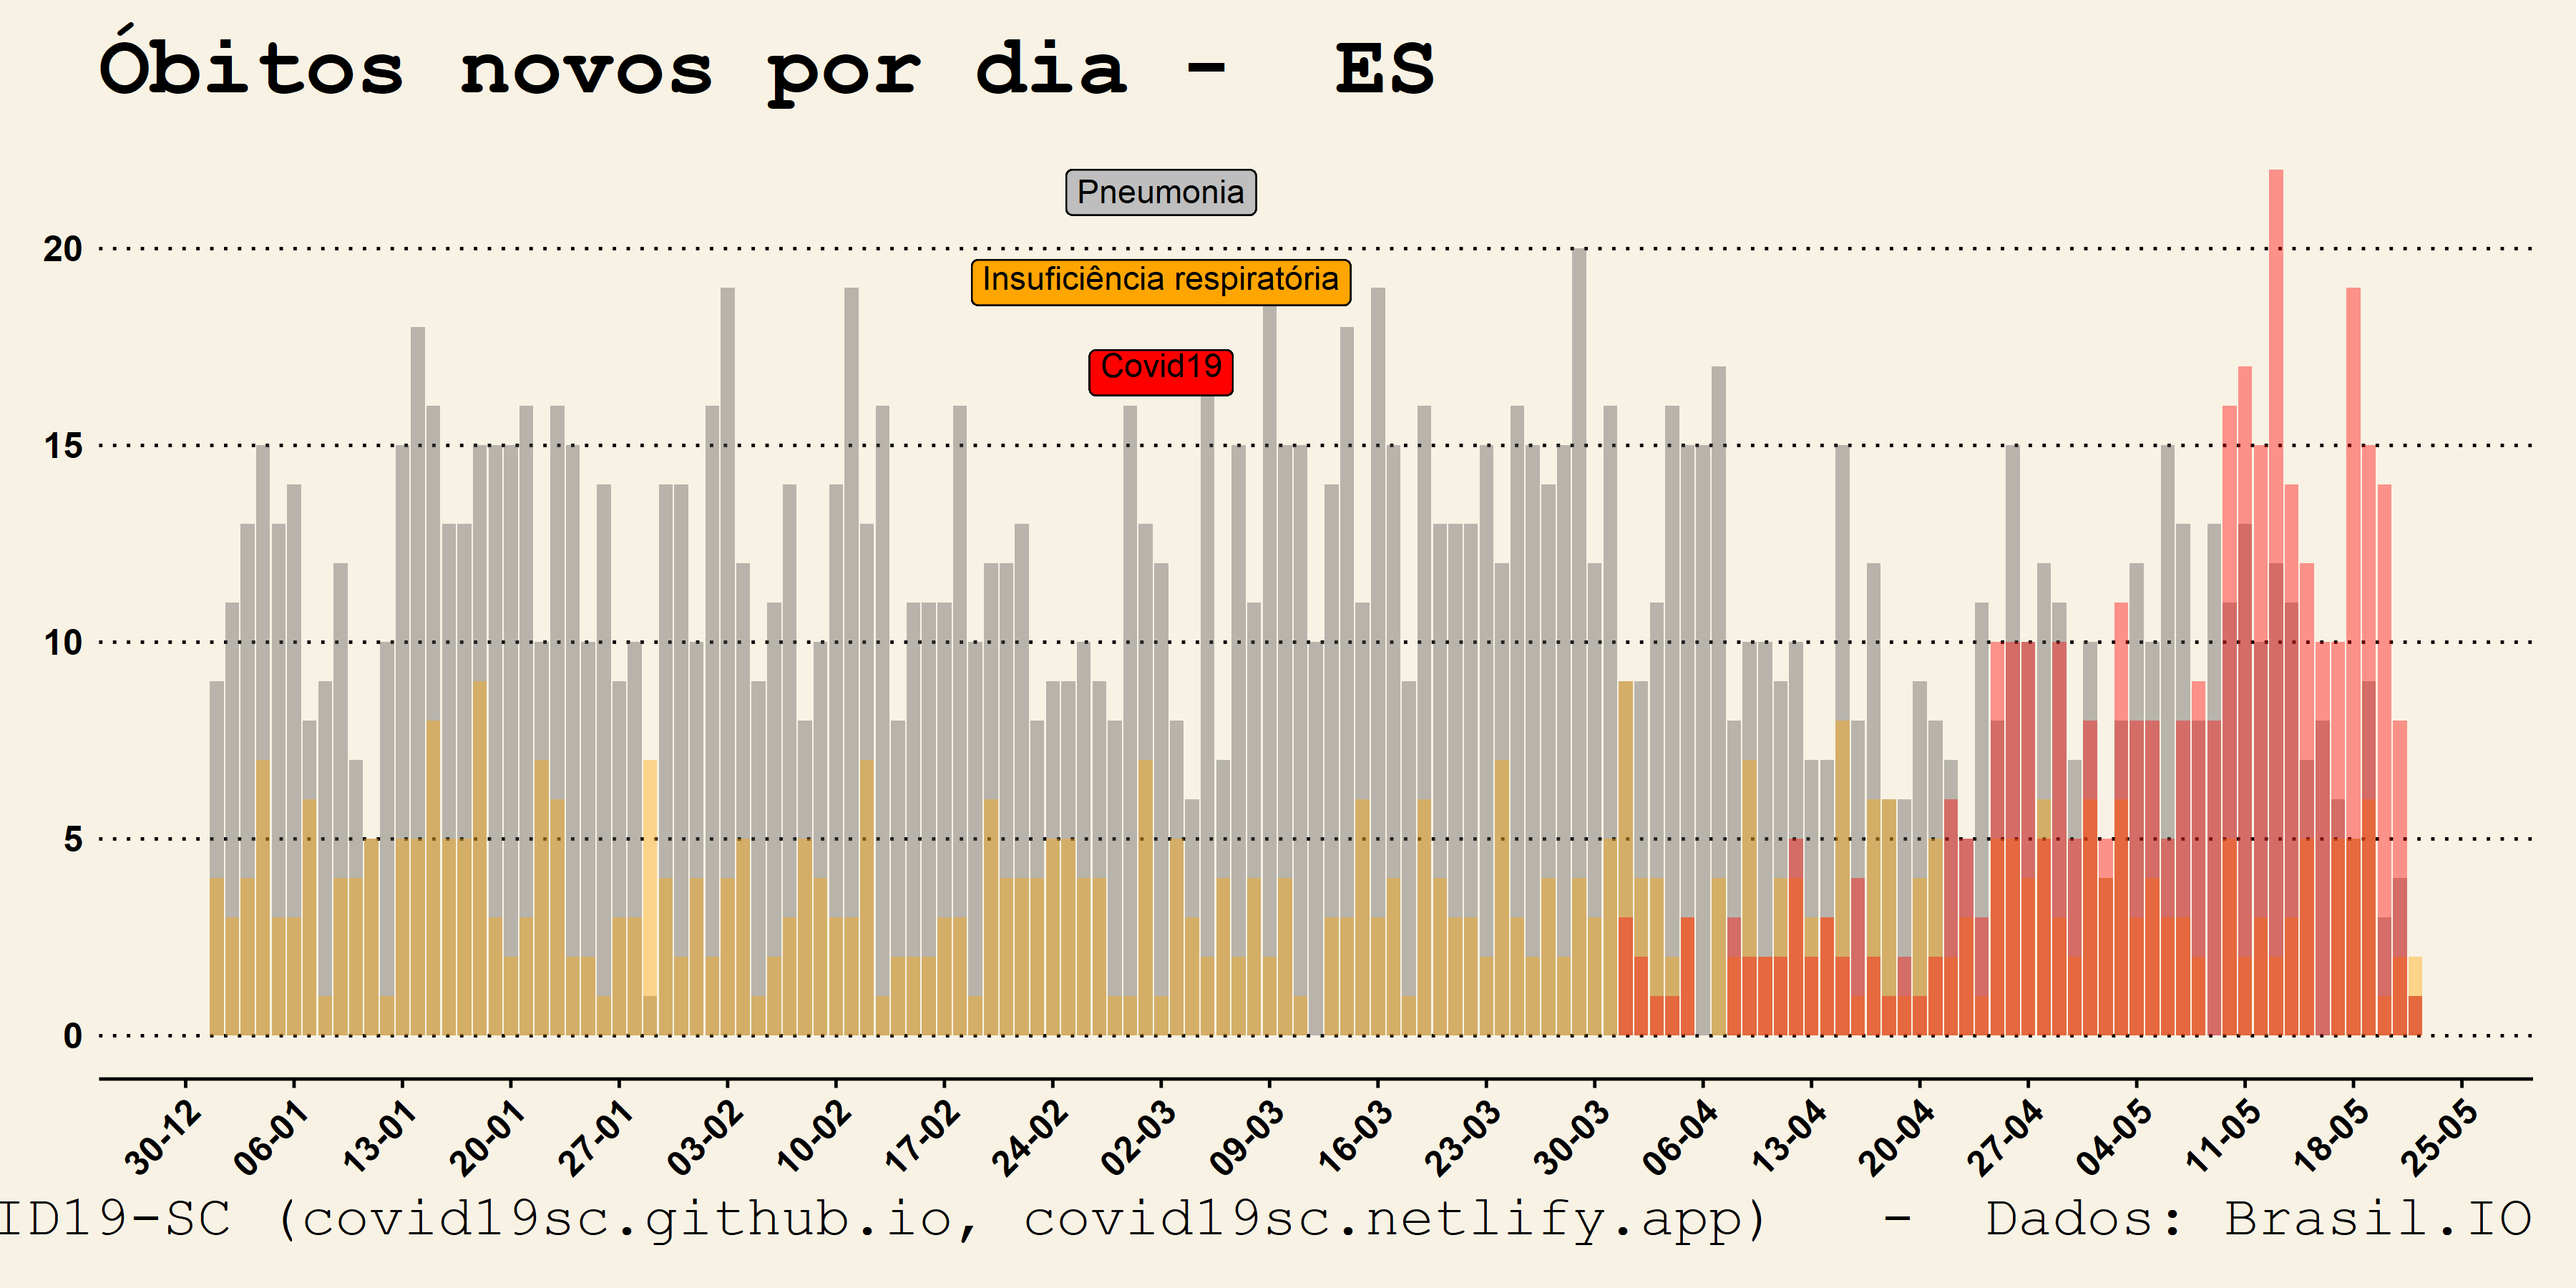 Óbitos novos por dia - ES
Pneumonia
Insuficiência respiratória
Covid19
20
15
10
5
0
30-12 06-01 13-01 20-01 27-01 03-02 10-02 17-02 24-02 02-03 09-03 16-03 23-03 30-03 06-04 13-04 20-04 27-04 04-05 11-05 18-05 25-05
ID19-SC (covid19sc.github.io, covid19sc.netlify.app) - Dados: Brasil.IO